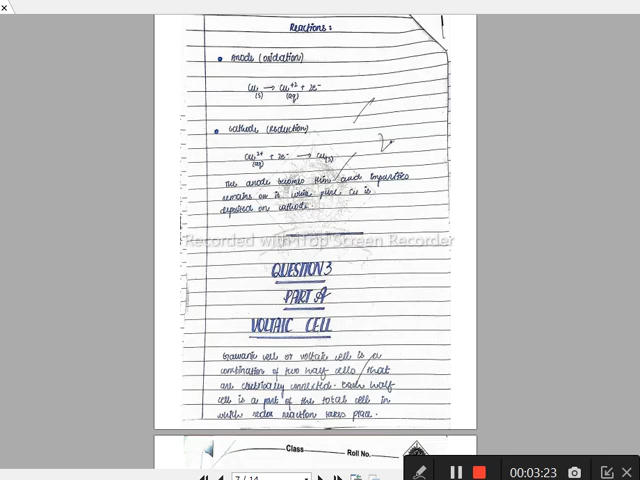 Reactions:
Anode (oxidation)
Cu → Cu+2 + 2e-
(s) (aq)
Cathode (Reduction)
Cu2+ + 2e- → Cu(s)
(aq)
The anode becomes thin and impurities
remains on is while pure Cu is
deposited on cathode.
Recorded with iTop Screen Recorder
QUESTION 3
PART A
VOLTAIC CELL
Galvanic cell or voltaic cell is a
combination of two half cells that
are electrically connected. Each half
cell is a part of the total cell in
which redox reaction takes place.
Class Roll No.
7 / 14
00:03:23